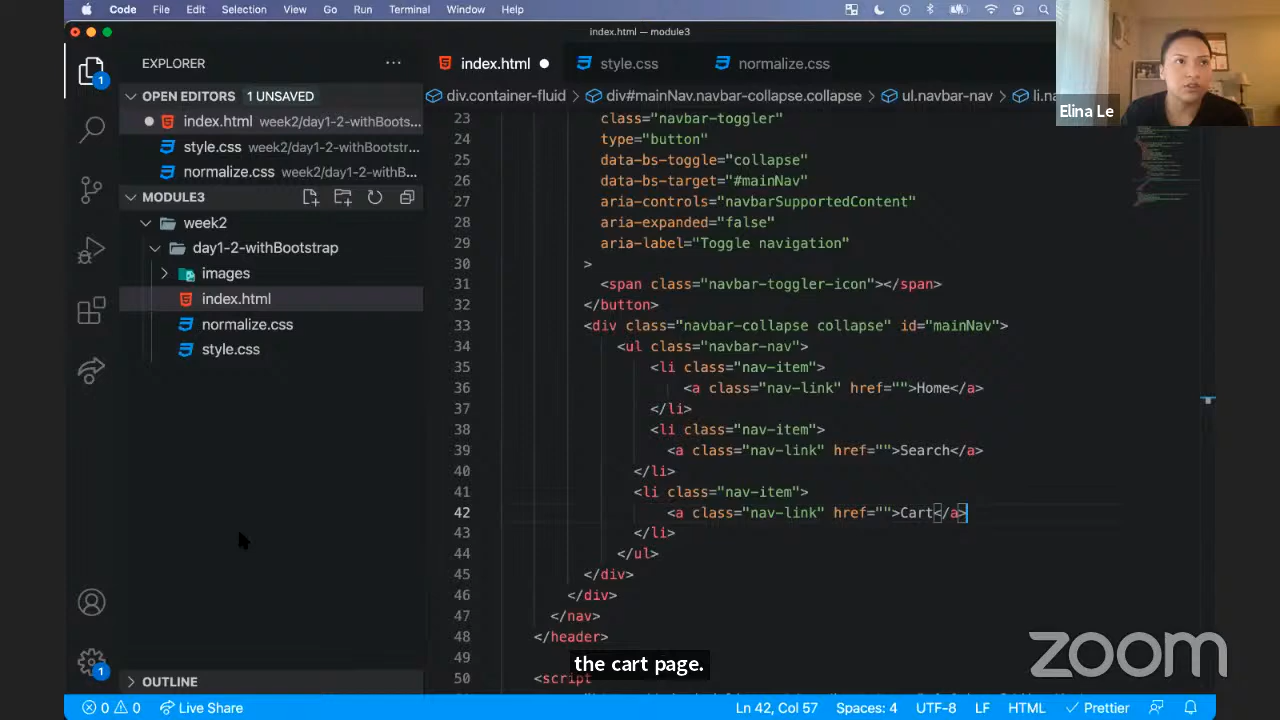 Code File Edit Selection View Go Run Terminal Window Help
index.html — module3
EXPLORER
index.html
style.css
normalize.css
OPEN EDITORS 1 UNSAVED
div.container-fluid > div#mainNav.navbar-collapse.collapse > ul.navbar-nav >
Elina Le
index.html week2/day1-2-withBoots...
style.css week2/day1-2-withBootstr...
normalize.css week2/day1-2-withB...
MODULE3
week2
day1-2-withBootstrap
images
index.html
normalize.css
style.css
23 class="navbar-toggler"
24 type="button"
25 data-bs-toggle="collapse"
26 data-bs-target="#mainNav"
27 aria-controls="navbarSupportedContent"
28 aria-expanded="false"
29 aria-label="Toggle navigation"
30 >
31 <span class="navbar-toggler-icon"></span>
32 </button>
33 <div class="navbar-collapse collapse" id="mainNav">
34 <ul class="navbar-nav">
35 <li class="nav-item">
36 <a class="nav-link" href="">Home</a>
37 </li>
38 <li class="nav-item">
39 <a class="nav-link" href="">Search</a>
40 </li>
41 <li class="nav-item">
42 <a class="nav-link" href="">Cart</a>
43 </li>
44 </ul>
45 </div>
46 </div>
47 </nav>
48 </header>
49
50 <script
the cart page.
zoom
OUTLINE
1
1
0 0 Live Share
Ln 42, Col 57 Spaces: 4 UTF-8 LF HTML Prettier